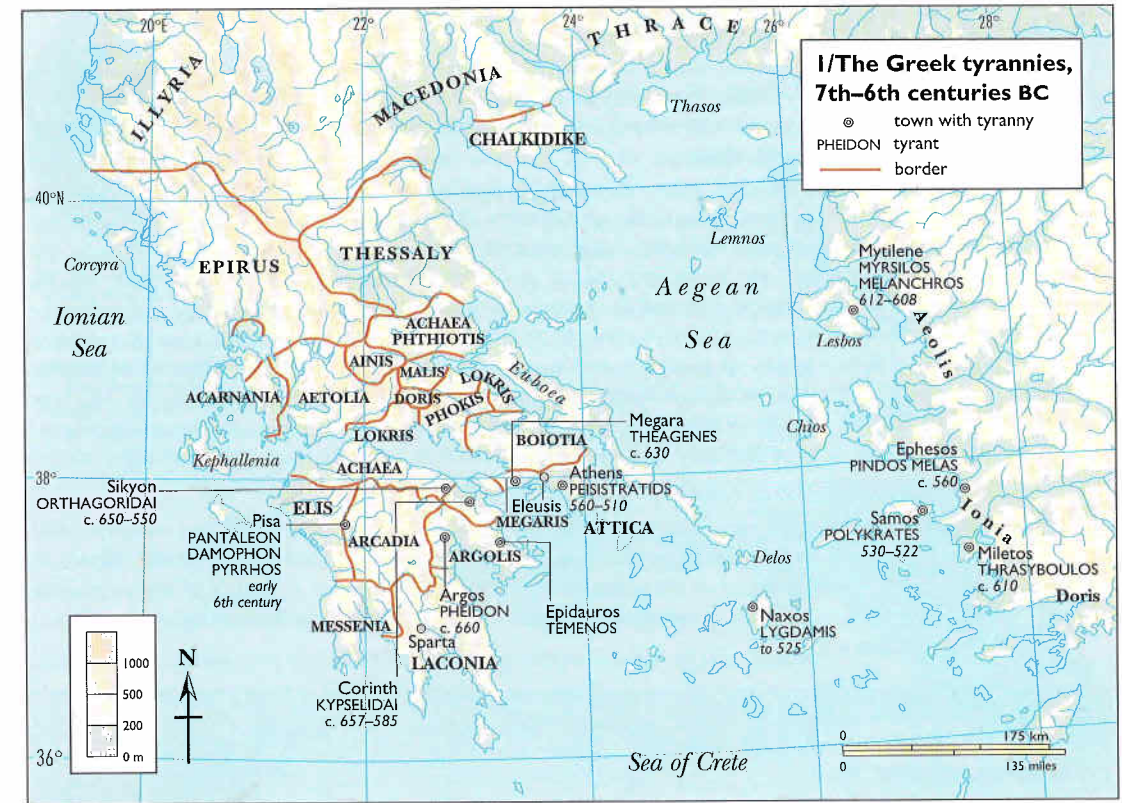 20°E
22°
24°
26°
28°
THRACE
1/The Greek tyrannies,
7th–6th centuries BC
town with tyranny
PHEIDON tyrant
border
ILLYRIA
MACEDONIA
Thasos
CHALKIDIKE
40°N
Lemnos
Corcyra
EPIRUS
THESSALY
Mytilene
MYRSILOS
MELANCHROS
612–608
Aegean
Sea
Ionian
Sea
Lesbos
Aeolis
ACHAEA
PHTHIOTIS
AINIS
MALIS
LOKRIS
Euboea
ACARNANIA
AETOLIA
DORIS
PHOKIS
LOKRIS
BOIOTIA
Megara
THEAGENES
c. 630
Chios
Kephallenia
ACHAEA
38°
Ephesos
PINDOS MELAS
c. 560
Sikyon
ORTHAGORIDAI
c. 650–550
Athens
PEISISTRATIDS
560–510
Eleusis
ELIS
MEGARIS
ATTICA
Ionia
Samos
POLYKRATES
530–522
Pisa
PANTALEON
DAMOPHON
PYRRHOS
early
6th century
ARCADIA
ARGOLIS
Delos
Miletos
THRASYBOULOS
c. 610
Doris
Argos
PHEIDON
c. 660
Epidauros
TEMENOS
Naxos
LYGDAMIS
to 525
MESSENIA
Sparta
LACONIA
1000
500
200
0 m
N
Corinth
KYPSELIDAI
c. 657–585
36°
Sea of Crete
0 175 km
0 135 miles